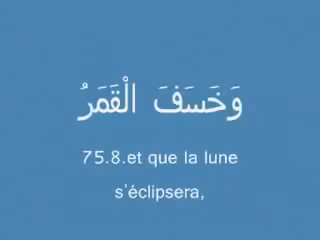 وَخَسَفَ الْقَمَرُ
75.8.et que la lune
s'éclipsera,